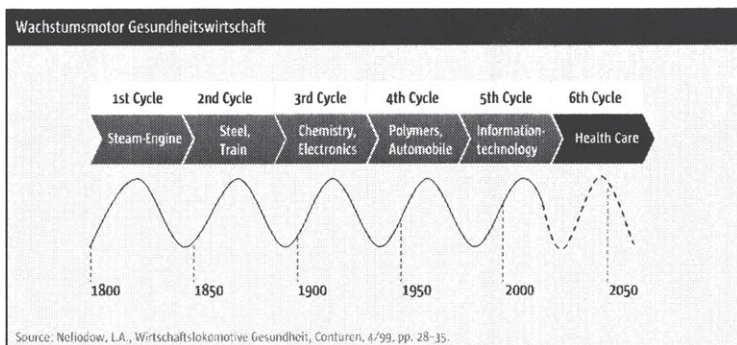 Wachstumsmotor Gesundheitswirtschaft
1st Cycle 2nd Cycle 3rd Cycle 4th Cycle 5th Cycle 6th Cycle
Steam-Engine Steel, Train Chemistry, Electronics Polymers, Automobile Information- technology Health Care
1800 1850 1900 1950 2000 2050
Source: Nefiodow, L.A., Wirtschaftslokomotive Gesundheit, Conturen, 4/99, pp. 28–35.